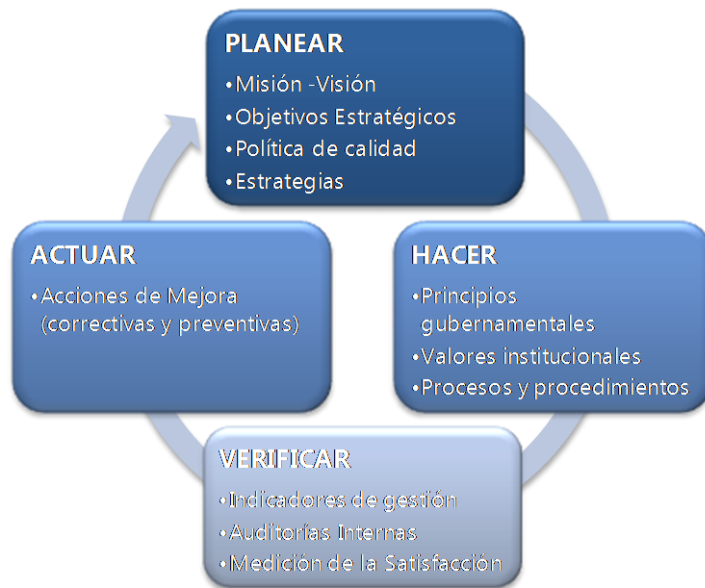 PLANEAR
•Misión -Visión
•Objetivos Estratégicos
•Política de calidad
•Estrategias
HACER
•Principios
gubernamentales
•Valores institucionales
•Procesos y procedimientos
VERIFICAR
•Indicadores de gestión
•Auditorías Internas
•Medición de la Satisfacción
ACTUAR
•Acciones de Mejora
(correctivas y preventivas)